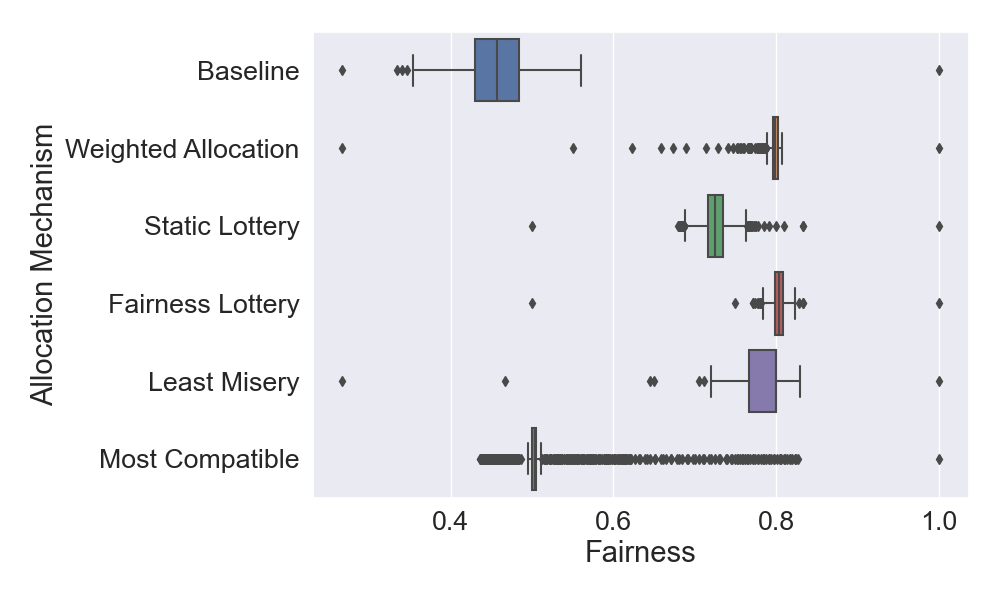 Allocation Mechanism
Baseline
Weighted Allocation
Static Lottery
Fairness Lottery
Least Misery
Most Compatible
0.4 0.6 0.8 1.0
Fairness